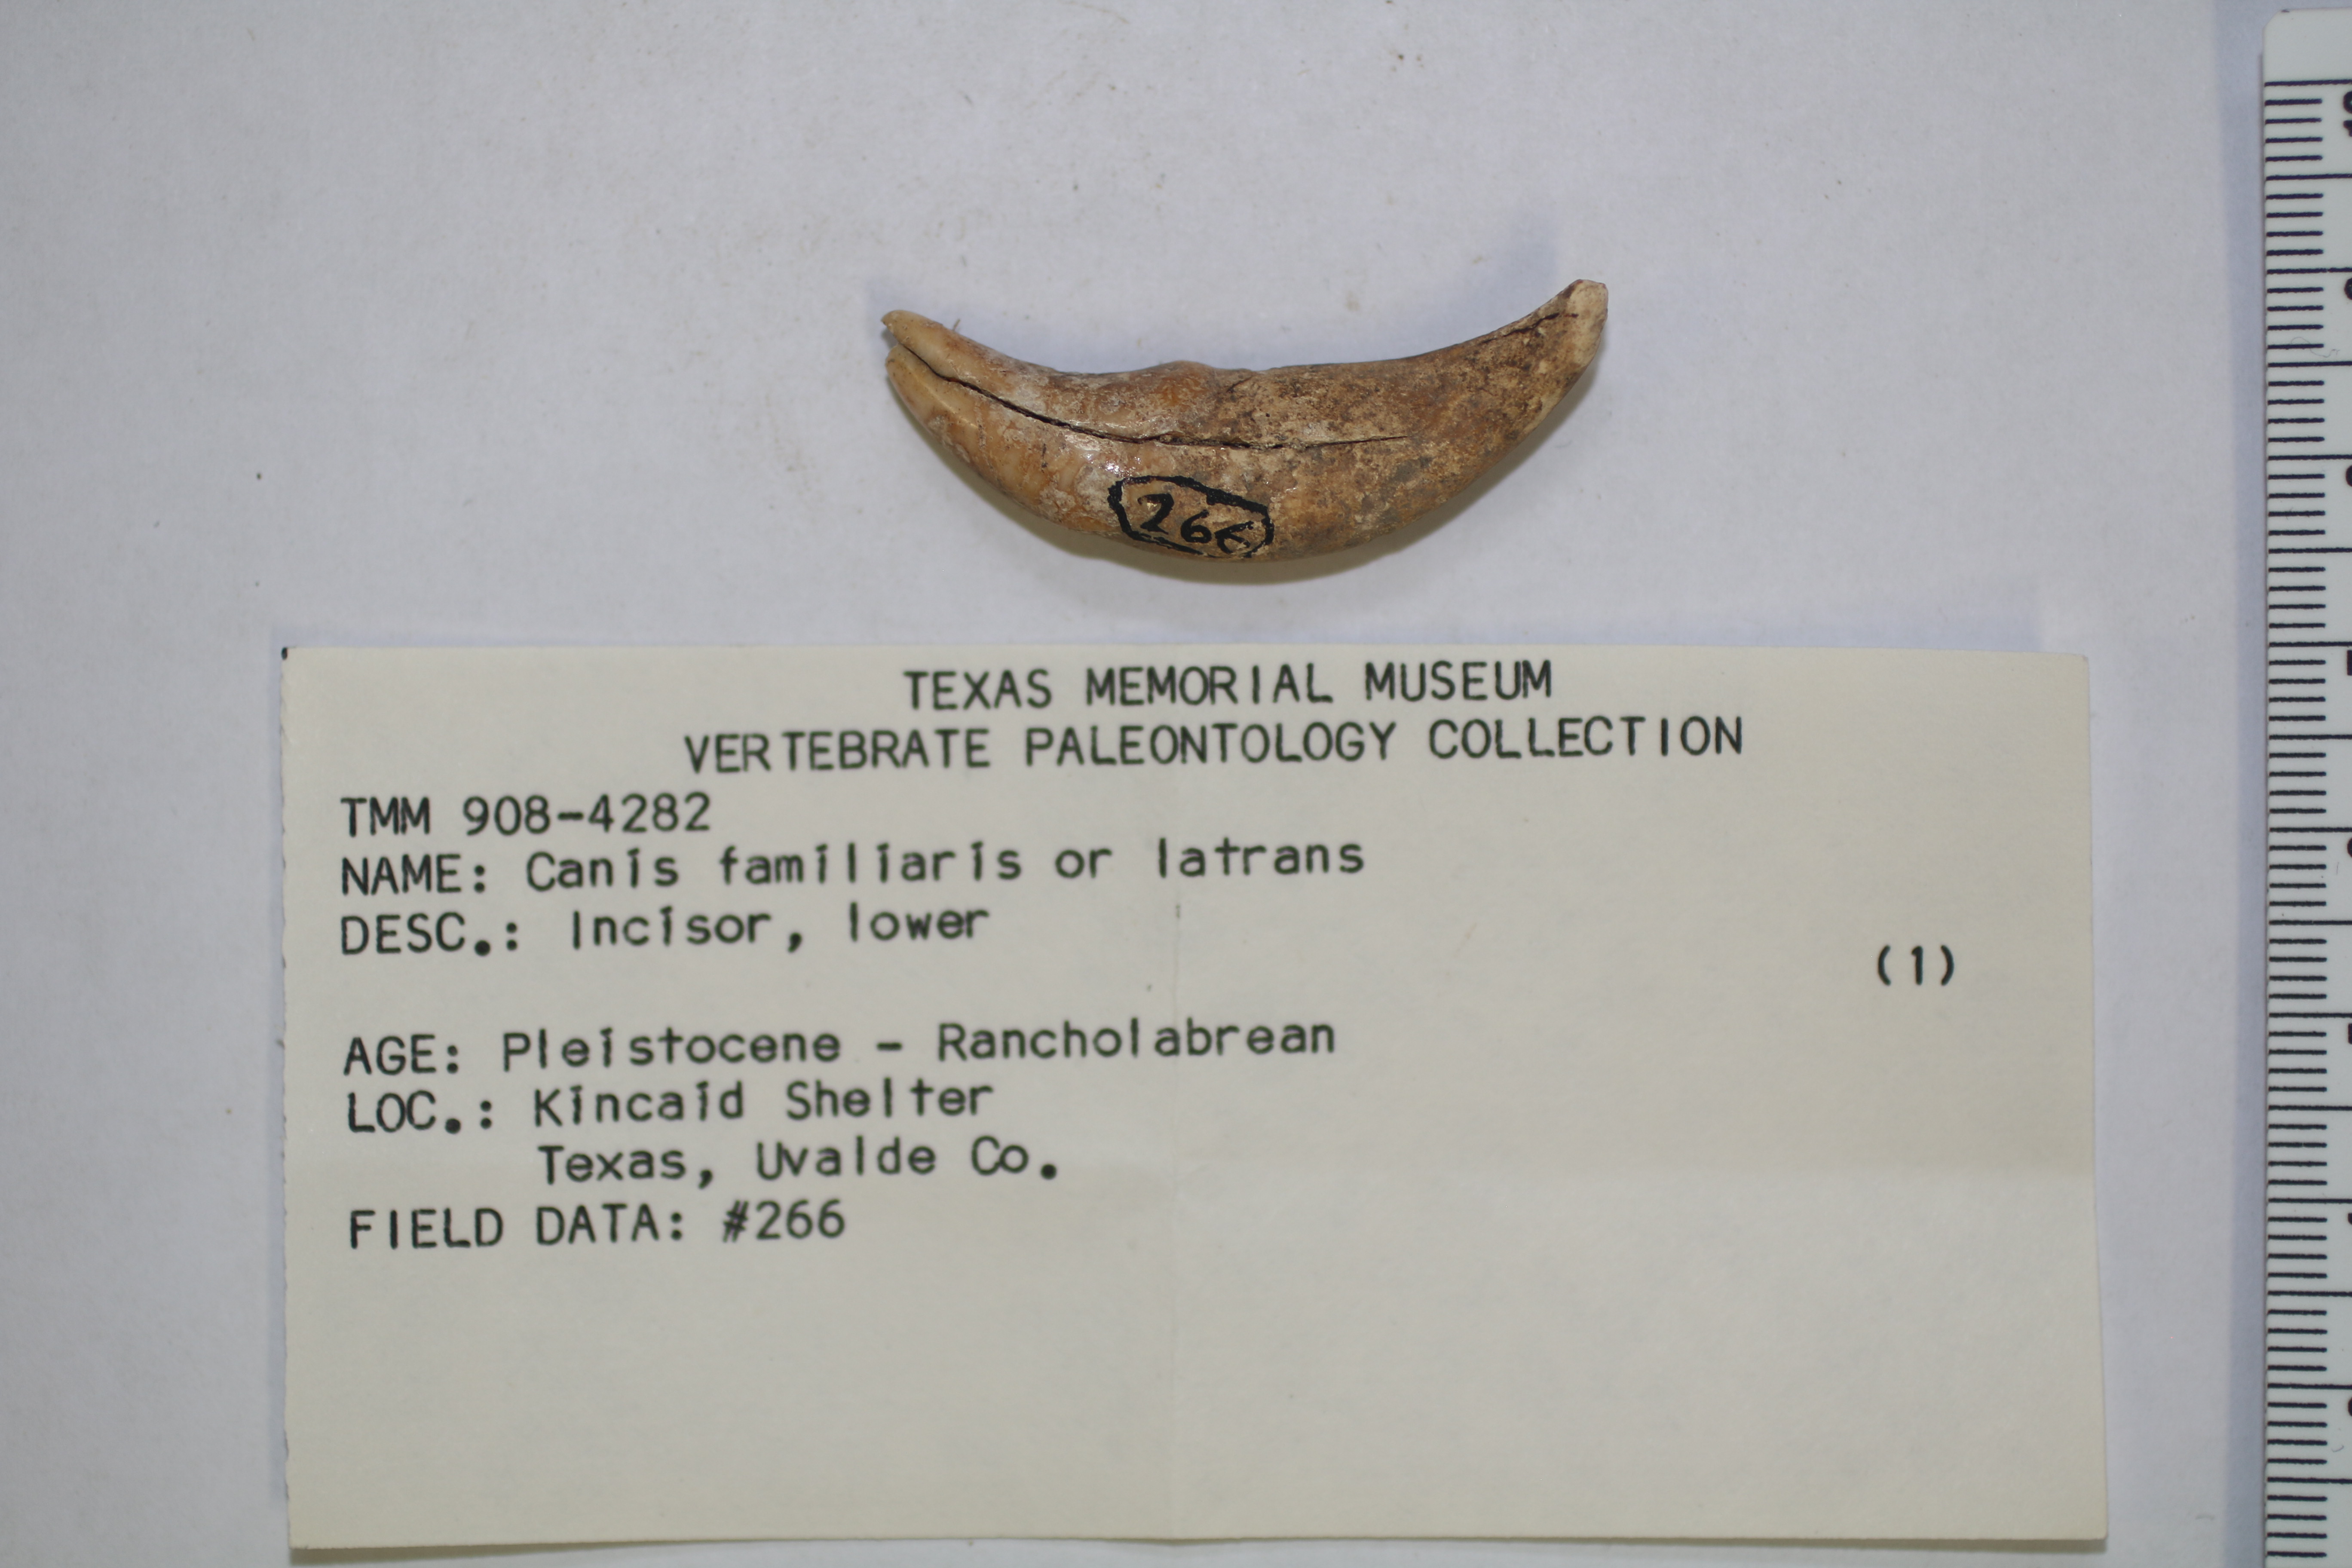 266
TEXAS MEMORIAL MUSEUM
VERTEBRATE PALEONTOLOGY COLLECTION
TMM 908-4282
NAME: Canis familiaris or latrans
DESC.: Incisor, lower
(1)
AGE: Pleistocene - Rancholabrean
LOC.: Kincaid Shelter
Texas, Uvalde Co.
FIELD DATA: #266